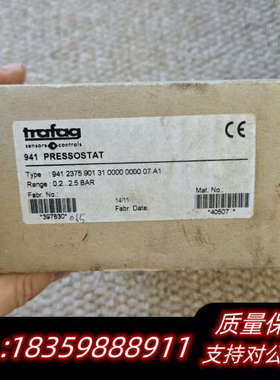 trafag
sensors controls
CE
941 PRESSOSTAT
Type : 941 2375 901 31 0000 0000 07 A1
Range : 0.2...2.5 BAR
Fabr. No.: Mat. No.:
14/11
Fabr. Date.
*397830* *40507 *
质量保证
:18359888911 支持对公